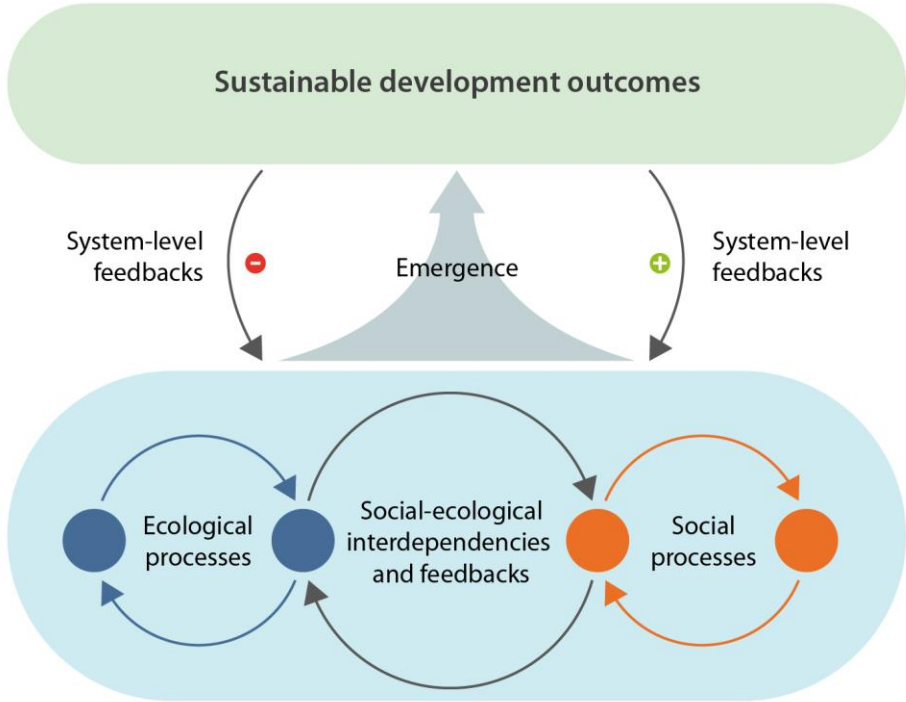 Sustainable development outcomes
System-level
feedbacks
Emergence
System-level
feedbacks
Ecological
processes
Social-ecological
interdependencies
and feedbacks
Social
processes